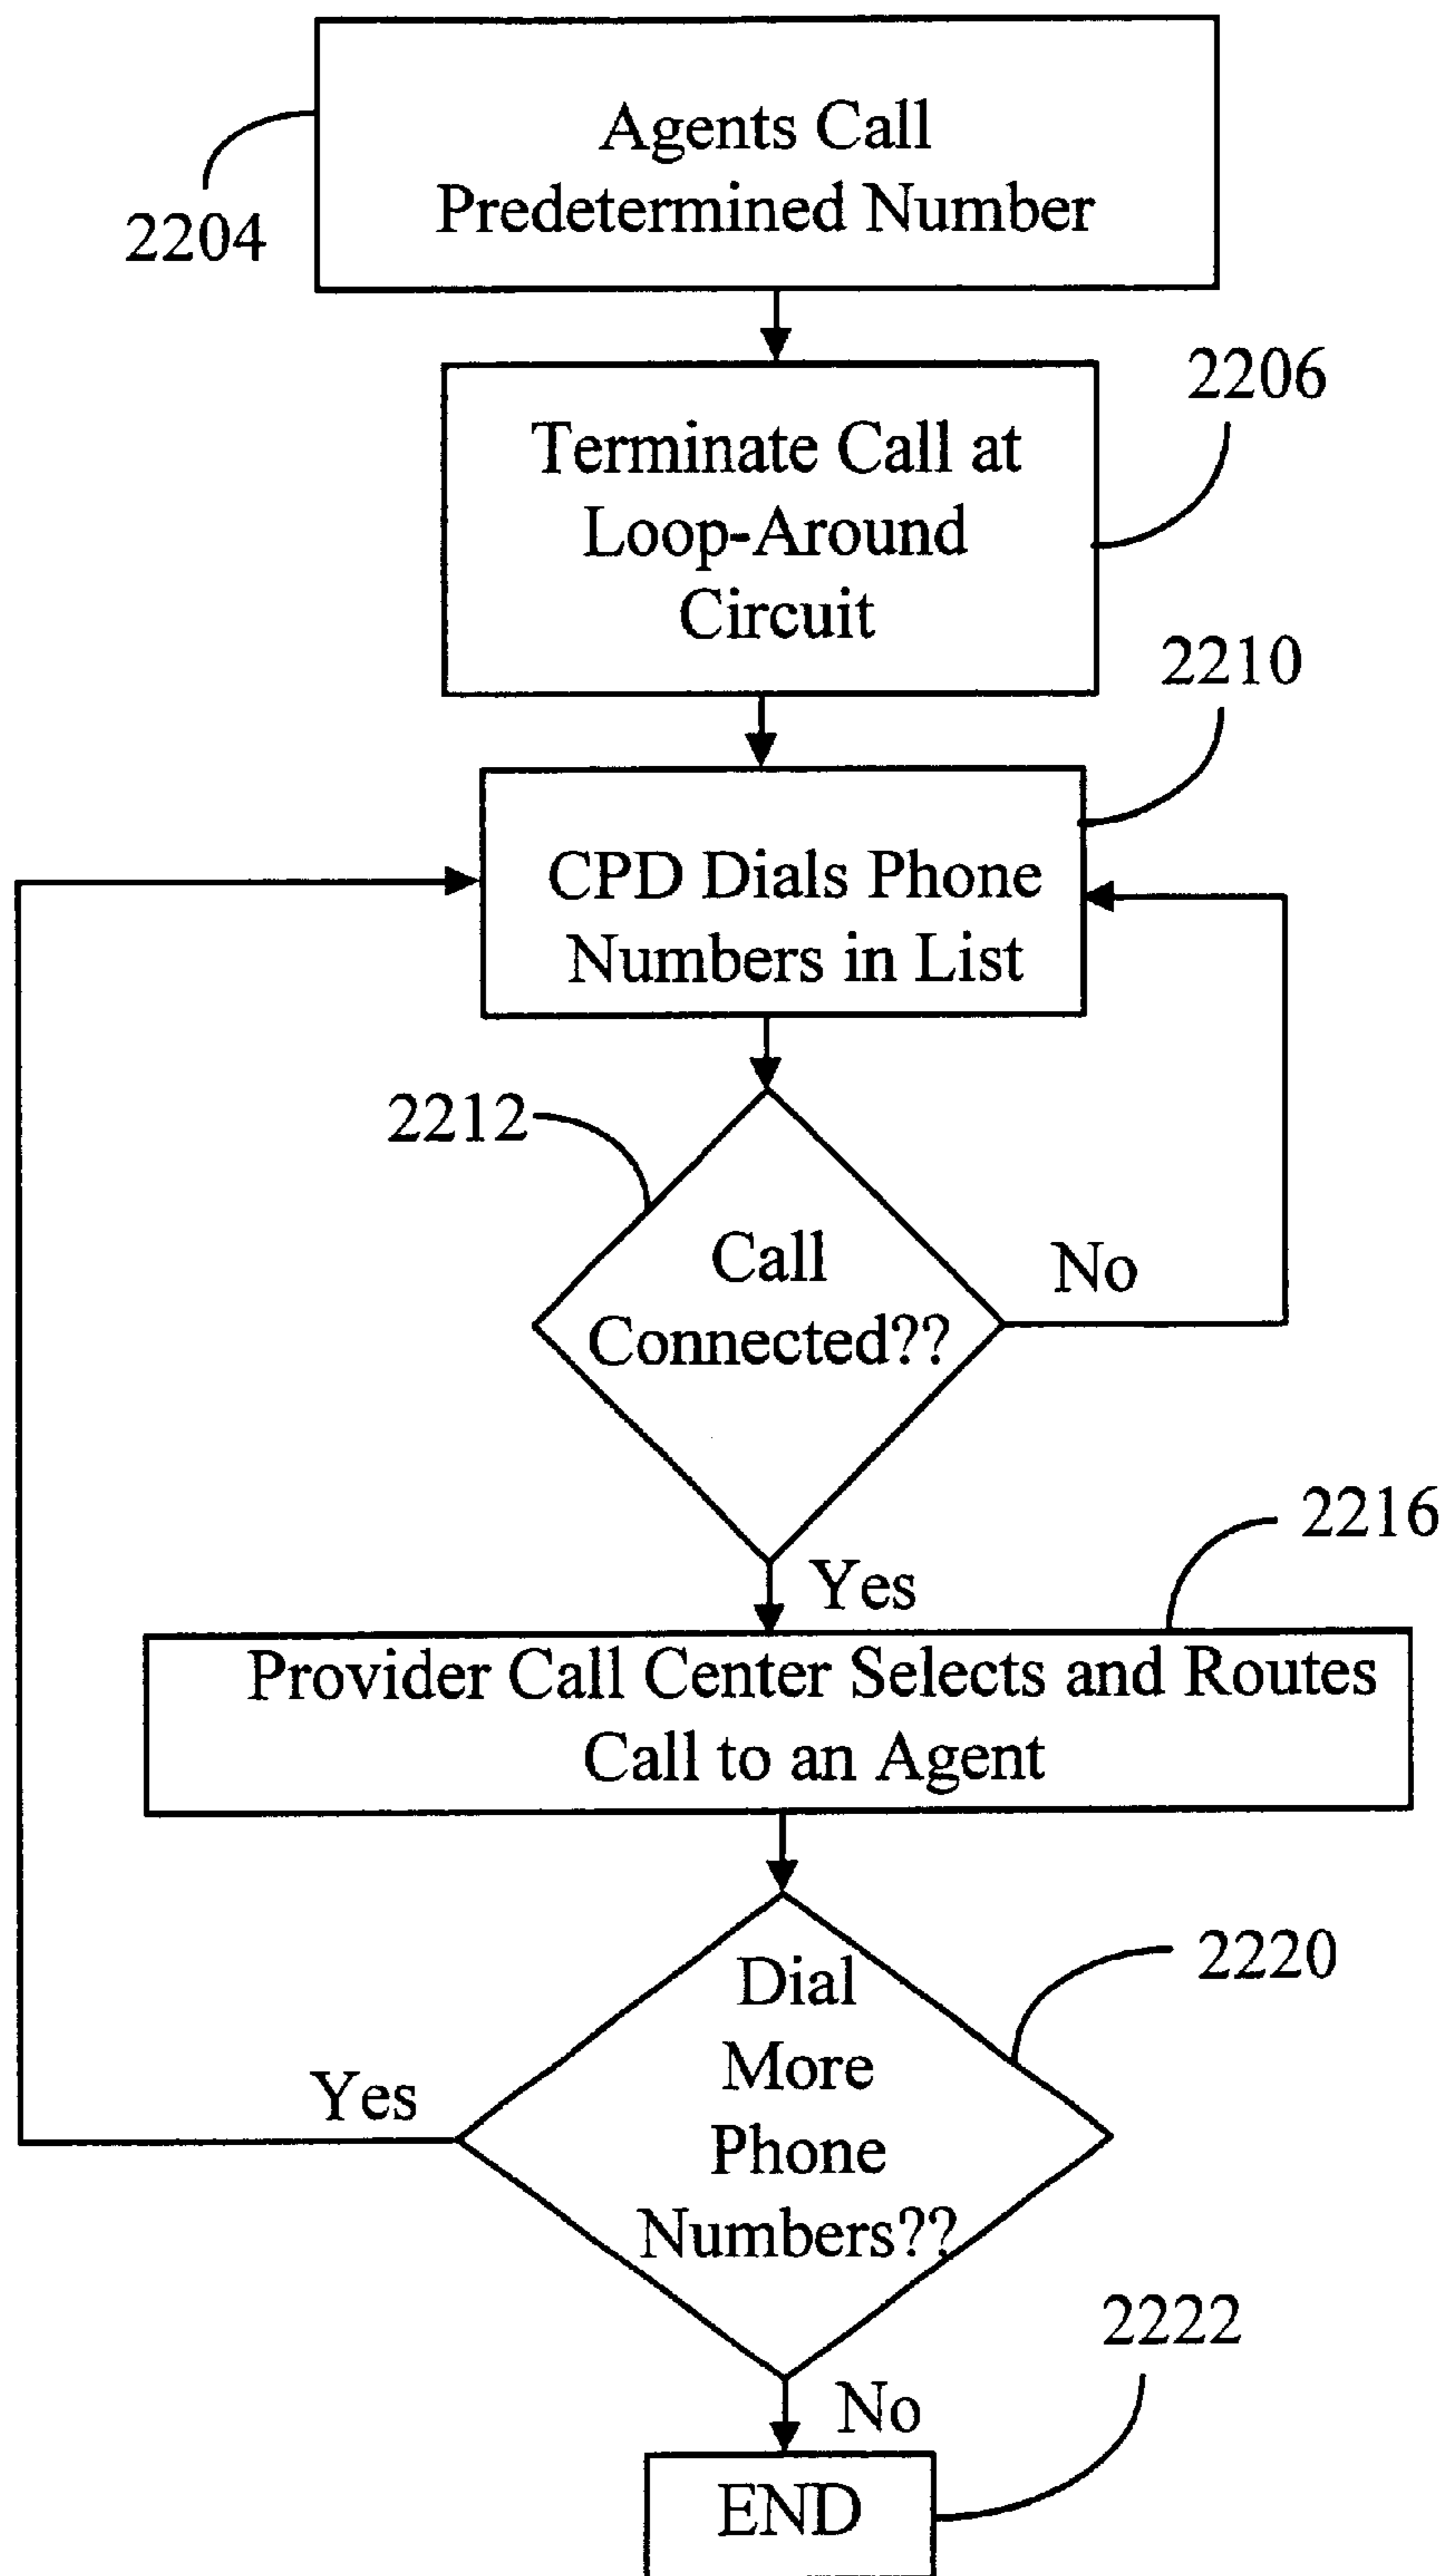 Agents Call
Predetermined Number
2204
2206
Terminate Call at
Loop-Around
Circuit
2210
CPD Dials Phone
Numbers in List
2212
Call
Connected??
No
Yes
2216
Provider Call Center Selects and Routes
Call to an Agent
2220
Dial
More
Phone
Numbers??
Yes
2222
No
END